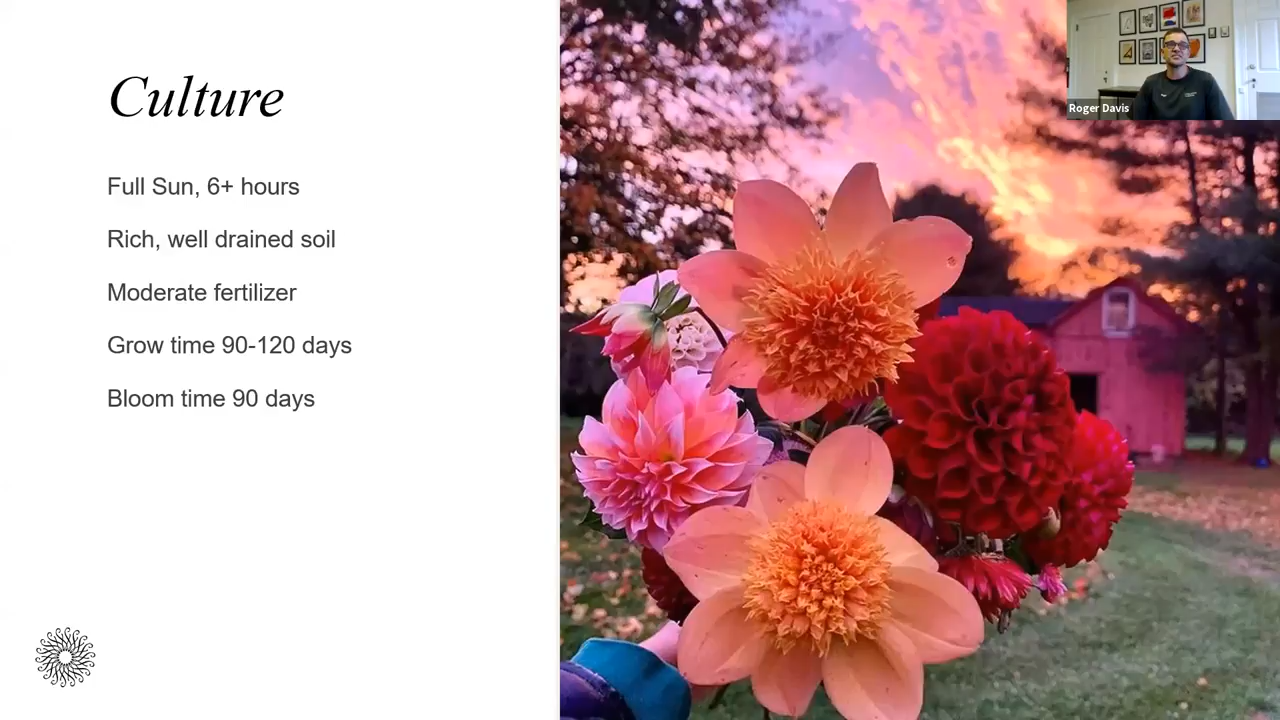 Culture
Full Sun, 6+ hours
Rich, well drained soil
Moderate fertilizer
Grow time 90-120 days
Bloom time 90 days
Roger Davis